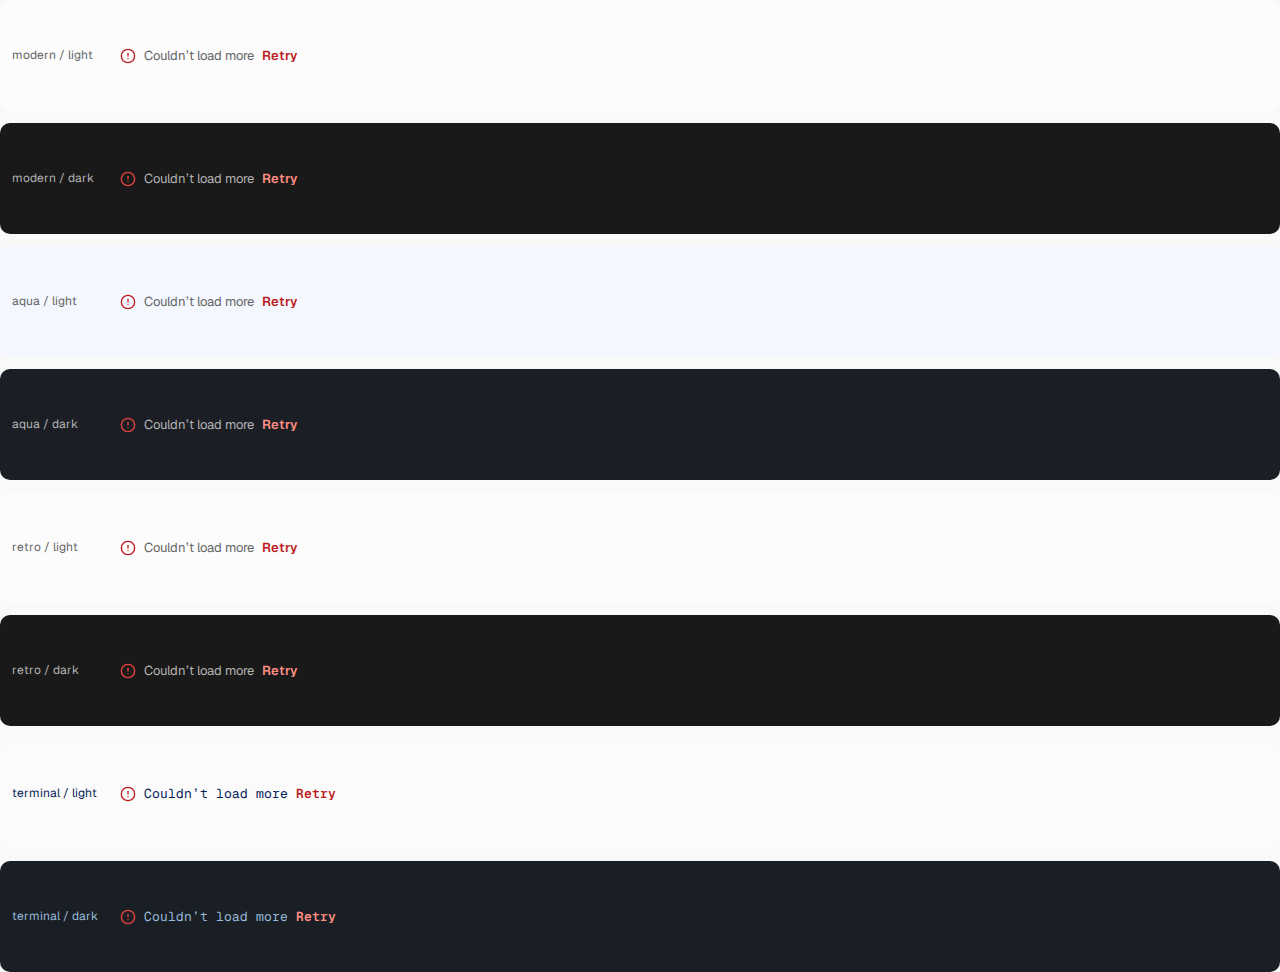 modern / light Couldn’t load more Retry
modern / dark Couldn’t load more Retry
aqua / light Couldn’t load more Retry
aqua / dark Couldn’t load more Retry
retro / light Couldn’t load more Retry
retro / dark Couldn’t load more Retry
terminal / light Couldn’t load more Retry
terminal / dark Couldn’t load more Retry